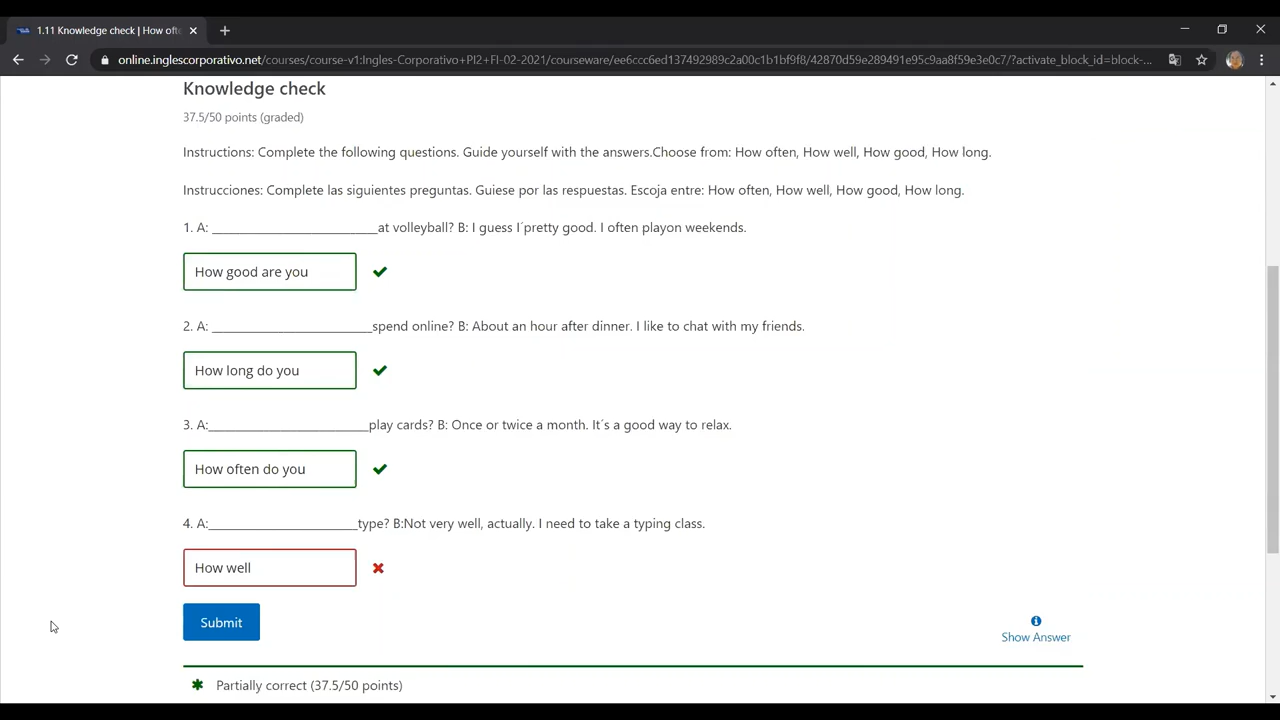 1.11 Knowledge check | How oft
online.inglescorporativo.net/courses/course-v1:Ingles-Corporativo+PI2+FI-02-2021/courseware/ee6ccc6ed137492989c2a00c1b1bf9f8/42870d59e289491e95c9aa8f59e3e0c7/?activate_block_id=block-...
Knowledge check
37.5/50 points (graded)
Instructions: Complete the following questions. Guide yourself with the answers.Choose from: How often, How well, How good, How long.
Instrucciones: Complete las siguientes preguntas. Guiese por las respuestas. Escoja entre: How often, How well, How good, How long.
1. A: __________________________at volleyball? B: I guess I´pretty good. I often playon weekends.
How good are you
2. A: _________________________spend online? B: About an hour after dinner. I like to chat with my friends.
How long do you
3. A:_________________________play cards? B: Once or twice a month. It´s a good way to relax.
How often do you
4. A:_______________________type? B:Not very well, actually. I need to take a typing class.
How well
Submit
Show Answer
Partially correct (37.5/50 points)